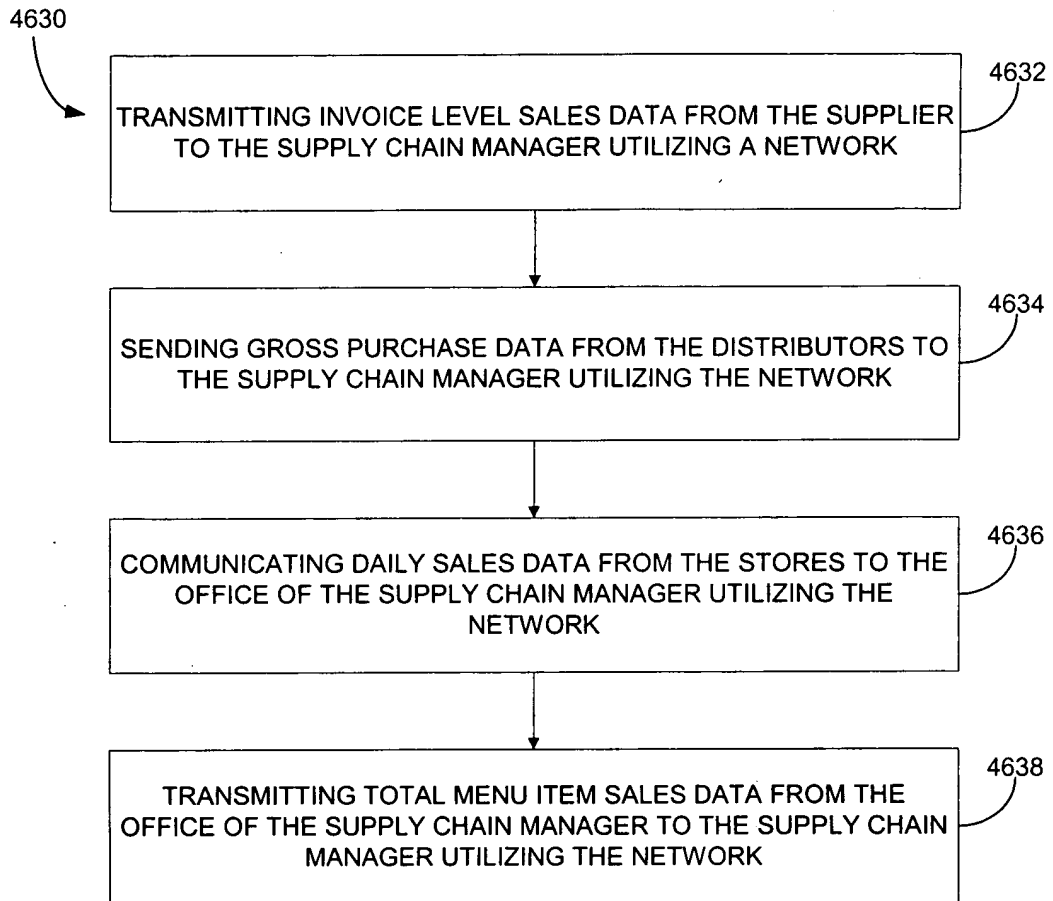 4630
4632
TRANSMITTING INVOICE LEVEL SALES DATA FROM THE SUPPLIER
TO THE SUPPLY CHAIN MANAGER UTILIZING A NETWORK
4634
SENDING GROSS PURCHASE DATA FROM THE DISTRIBUTORS TO
THE SUPPLY CHAIN MANAGER UTILIZING THE NETWORK
4636
COMMUNICATING DAILY SALES DATA FROM THE STORES TO THE
OFFICE OF THE SUPPLY CHAIN MANAGER UTILIZING THE
NETWORK
4638
TRANSMITTING TOTAL MENU ITEM SALES DATA FROM THE
OFFICE OF THE SUPPLY CHAIN MANAGER TO THE SUPPLY CHAIN
MANAGER UTILIZING THE NETWORK